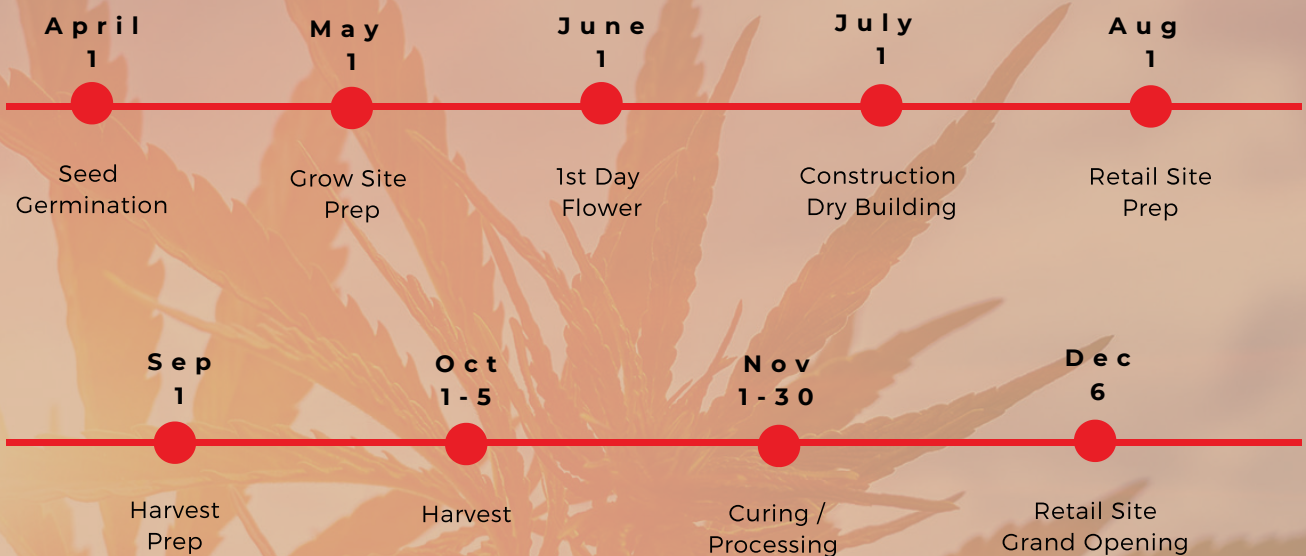 April
1
Seed
Germination
May
1
Grow Site
Prep
June
1
1st Day
Flower
July
1
Construction
Dry Building
Aug
1
Retail Site
Prep
Sep
1
Harvest
Prep
Oct
1-5
Harvest
Nov
1-30
Curing /
Processing
Dec
6
Retail Site
Grand Opening